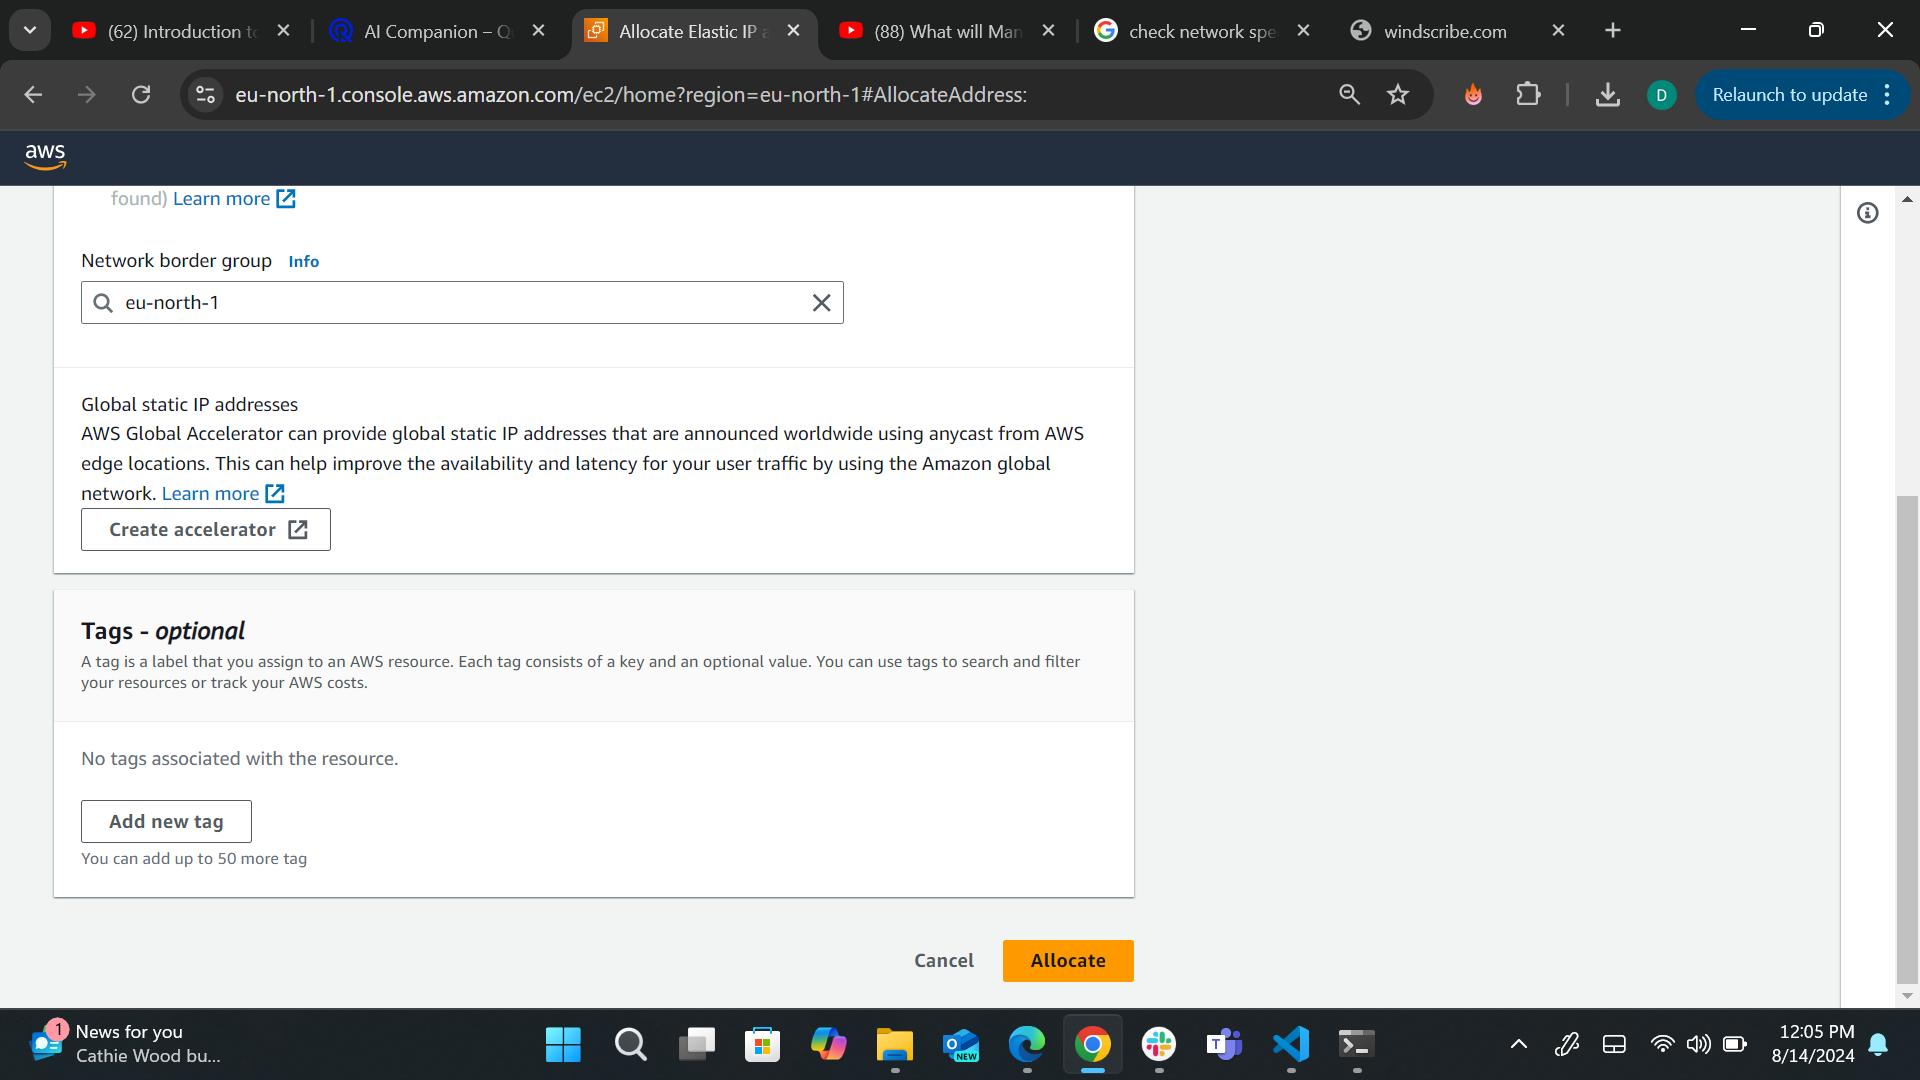 (62) Introduction to
AI Companion – Q
Allocate Elastic IP a
(88) What will Man
check network spe
windscribe.com
eu-north-1.console.aws.amazon.com/ec2/home?region=eu-north-1#AllocateAddress:
D
Relaunch to update
aws
found) Learn more
Network border group Info
eu-north-1
Global static IP addresses
AWS Global Accelerator can provide global static IP addresses that are announced worldwide using anycast from AWS
edge locations. This can help improve the availability and latency for your user traffic by using the Amazon global
network. Learn more
Create accelerator
Tags - optional
A tag is a label that you assign to an AWS resource. Each tag consists of a key and an optional value. You can use tags to search and filter
your resources or track your AWS costs.
No tags associated with the resource.
Add new tag
You can add up to 50 more tag
Cancel
Allocate
1
News for you
Cathie Wood bu...
NEW
12:05 PM
8/14/2024